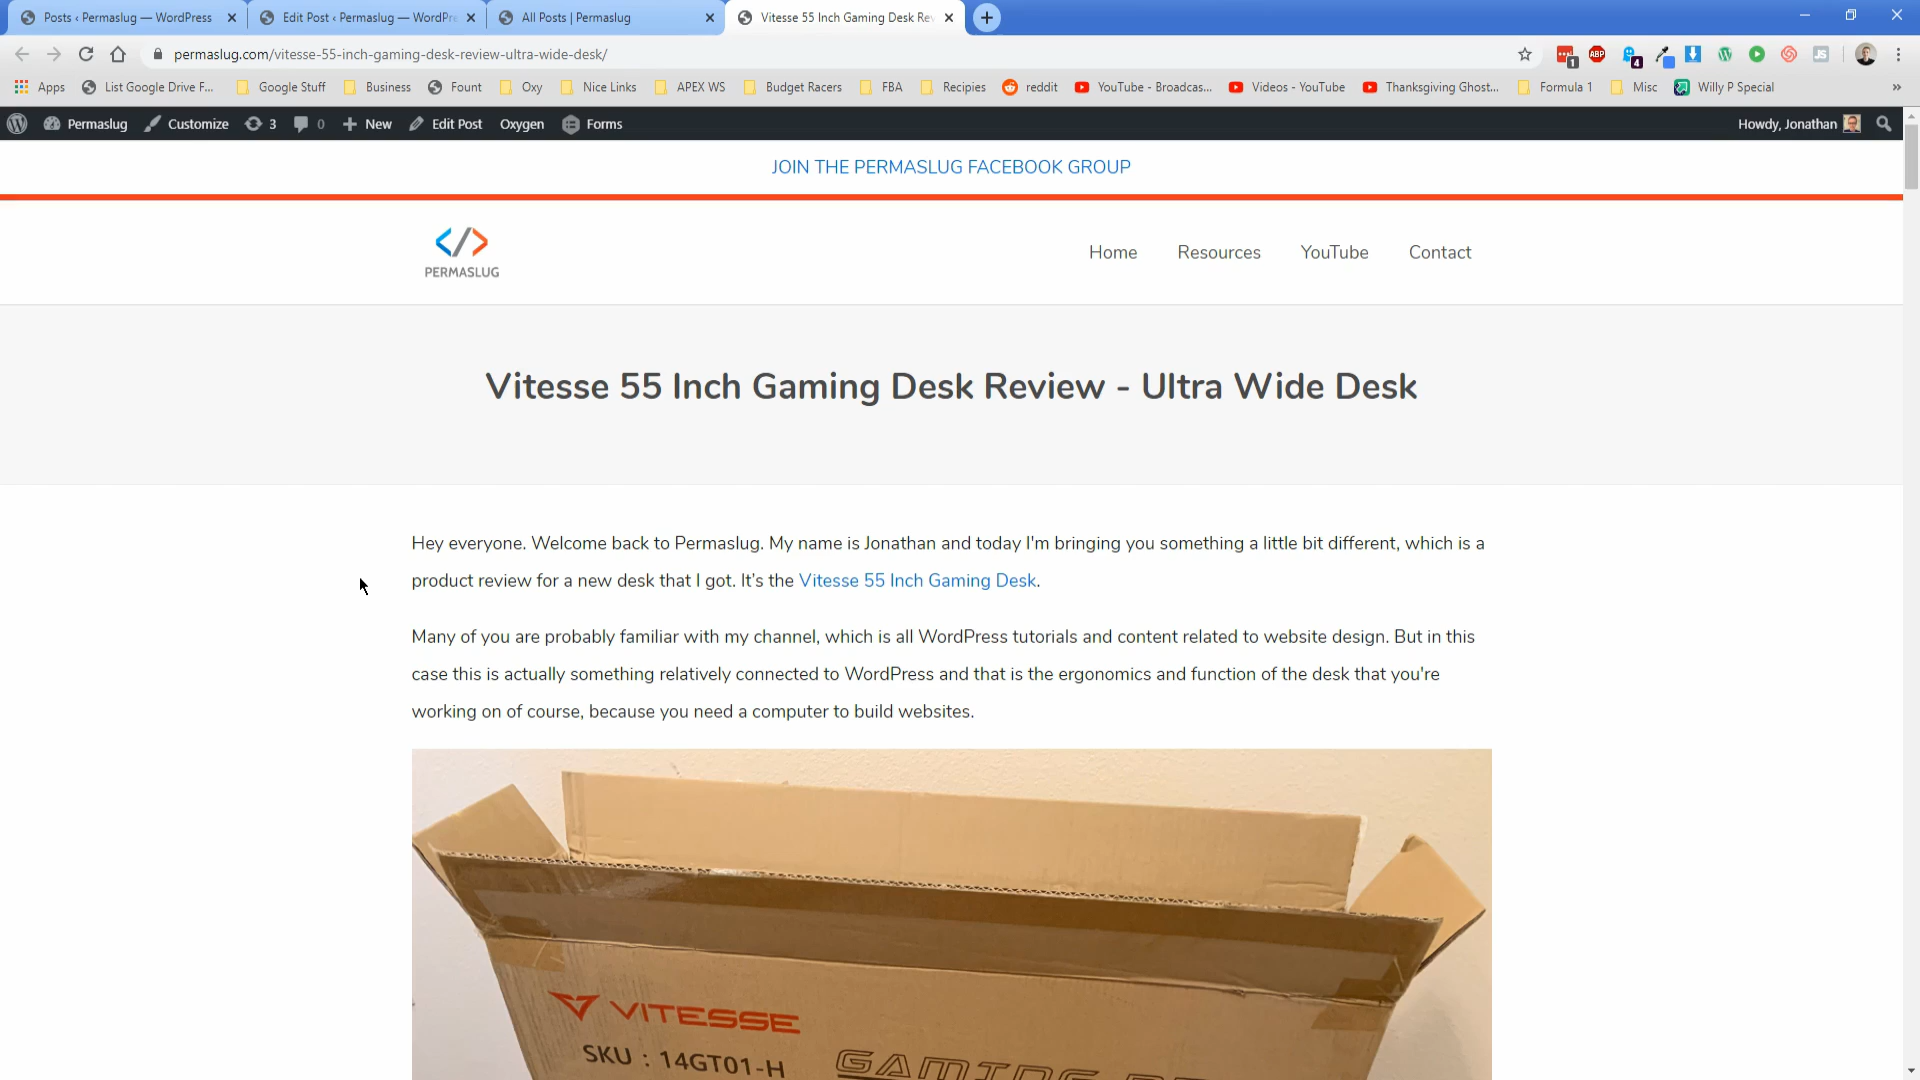 Posts ‹ Permaslug — WordPress
Edit Post ‹ Permaslug — WordPre
All Posts | Permaslug
Vitesse 55 Inch Gaming Desk Rev
permaslug.com/vitesse-55-inch-gaming-desk-review-ultra-wide-desk/
1
ABP
4
JS
Apps
List Google Drive F...
Google Stuff
Business
Fount
Oxy
Nice Links
APEX WS
Budget Racers
FBA
Recipies
reddit
YouTube - Broadcas...
Videos - YouTube
Thanksgiving Ghost...
Formula 1
Misc
Willy P Special
»
Permaslug
Customize
3
0
New
Edit Post
Oxygen
Forms
Howdy, Jonathan
JOIN THE PERMASLUG FACEBOOK GROUP
</>
PERMASLUG
Home
Resources
YouTube
Contact
Vitesse 55 Inch Gaming Desk Review - Ultra Wide Desk
Hey everyone. Welcome back to Permaslug. My name is Jonathan and today I'm bringing you something a little bit different, which is a
product review for a new desk that I got. It’s the Vitesse 55 Inch Gaming Desk.
Many of you are probably familiar with my channel, which is all WordPress tutorials and content related to website design. But in this
case this is actually something relatively connected to WordPress and that is the ergonomics and function of the desk that you're
working on of course, because you need a computer to build websites.
VITESSE
SKU : 14GT01-H
GAMING